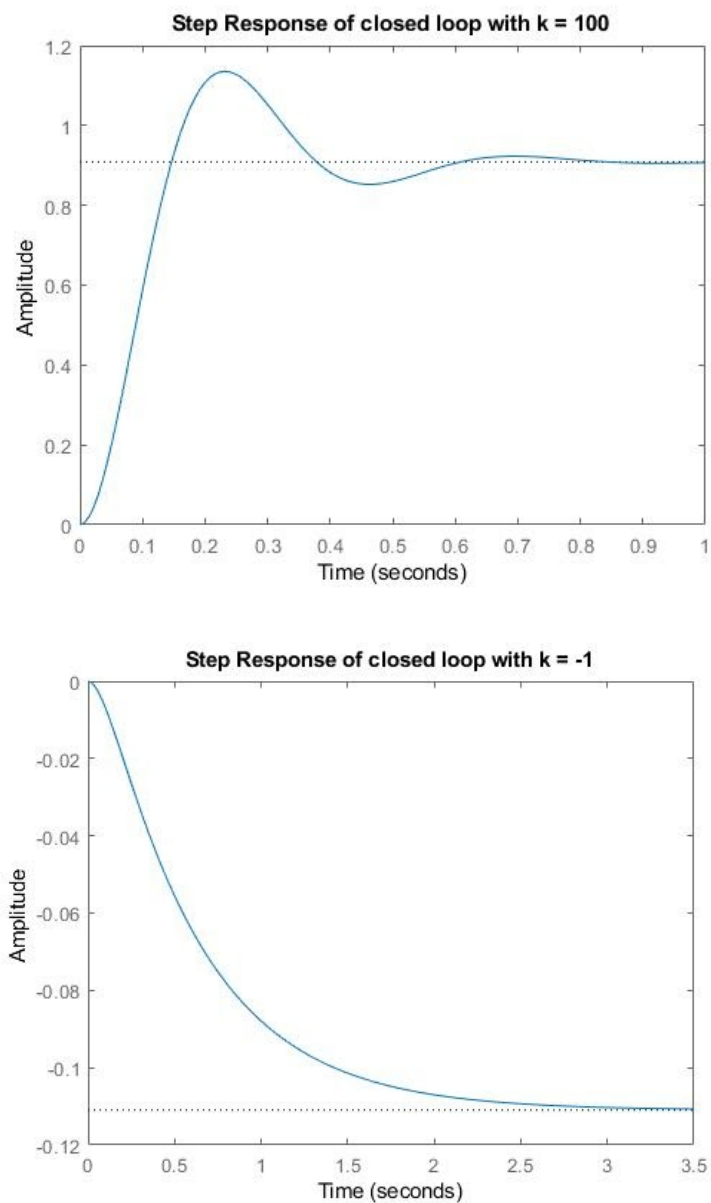 Step Response of closed loop with k = 100
1.2
1
0.8
0.6
0.4
0.2
0
Amplitude
0 0.1 0.2 0.3 0.4 0.5 0.6 0.7 0.8 0.9 1
Time (seconds)
Step Response of closed loop with k = -1
0
-0.02
-0.04
-0.06
-0.08
-0.1
-0.12
Amplitude
0 0.5 1 1.5 2 2.5 3 3.5
Time (seconds)